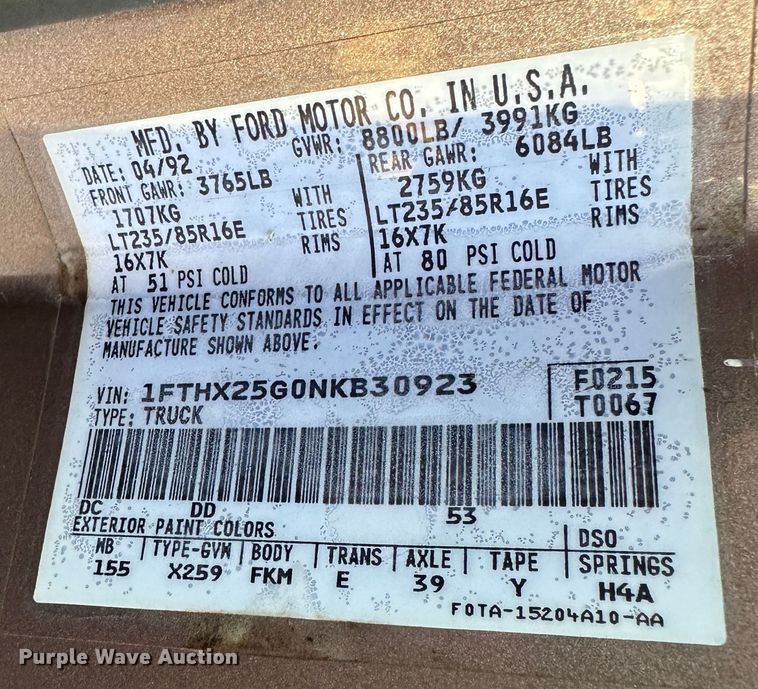 MFD. BY FORD MOTOR CO. IN U.S.A.
DATE: 04/92 GVWR: 8800LB/ 3991KG
FRONT GAWR: 3765LB REAR GAWR: 6084LB
1707KG WITH 2759KG WITH
LT235/85R16E TIRES LT235/85R16E TIRES
16X7K RIMS 16X7K RIMS
AT 51 PSI COLD AT 80 PSI COLD
THIS VEHICLE CONFORMS TO ALL APPLICABLE FEDERAL MOTOR
VEHICLE SAFETY STANDARDS IN EFFECT ON THE DATE OF
MANUFACTURE SHOWN ABOVE.
VIN: 1FTHX25G0NKB30923 F0215
TYPE: TRUCK T0067
DC DD 53
EXTERIOR PAINT COLORS DSO
WB TYPE-GVW BODY TRANS AXLE TAPE SPRINGS
155 X259 FKM E 39 Y H4A
F0TA-15204A10-AA
Purple Wave Auction